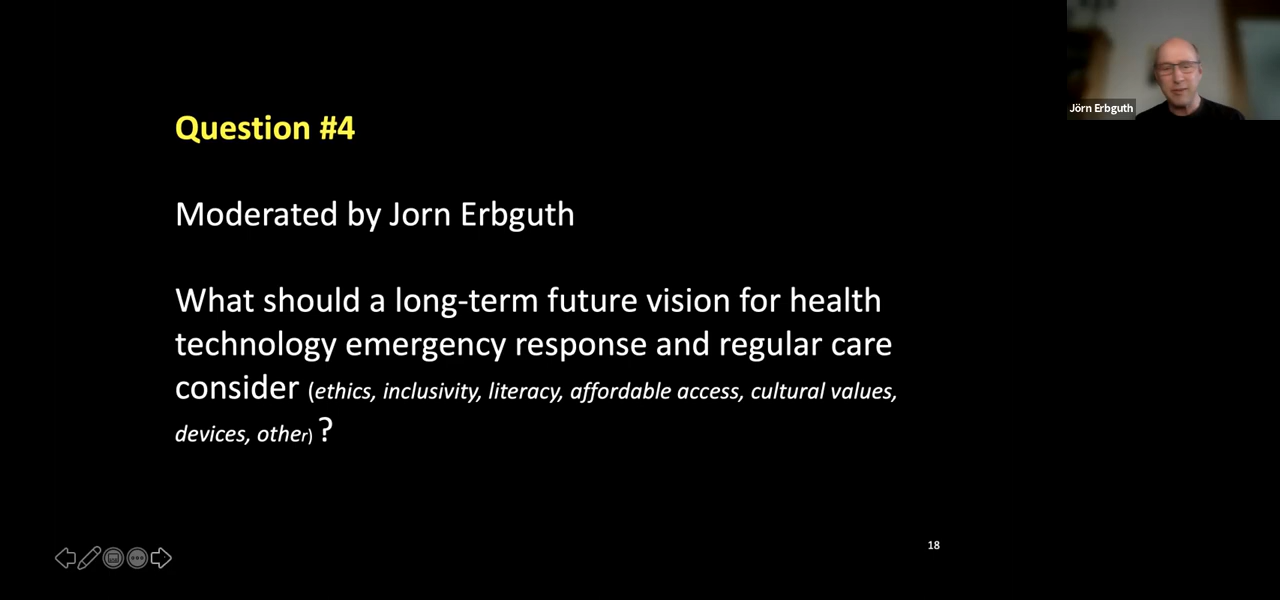 Question #4
Moderated by Jorn Erbguth
What should a long-term future vision for health
technology emergency response and regular care
consider (ethics, inclusivity, literacy, affordable access, cultural values,
devices, other) ?
Jörn Erbguth
18